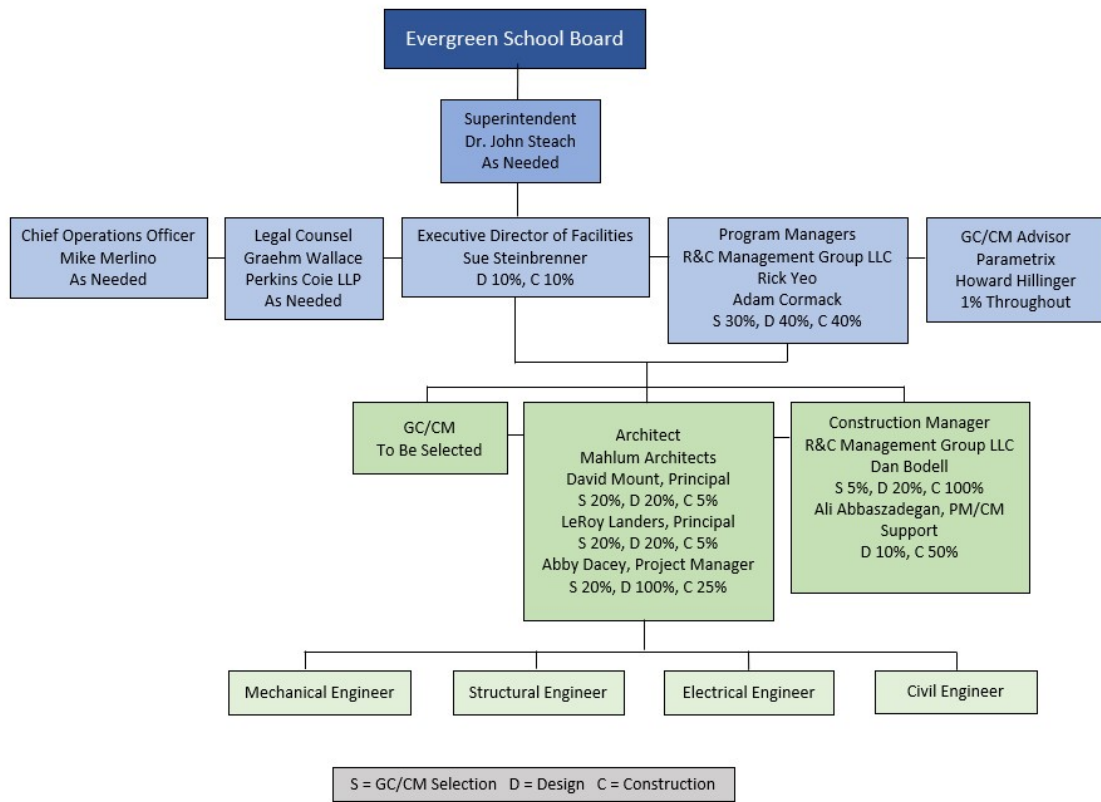 Evergreen School Board
Superintendent
Dr. John Steach
As Needed
Chief Operations Officer
Mike Merlino
As Needed
Legal Counsel
Graehm Wallace
Perkins Coie LLP
As Needed
Executive Director of Facilities
Sue Steinbrenner
D 10%, C 10%
Program Managers
R&C Management Group LLC
Rick Yeo
Adam Cormack
S 30%, D 40%, C 40%
GC/CM Advisor
Parametrix
Howard Hillinger
1% Throughout
GC/CM
To Be Selected
Architect
Mahlum Architects
David Mount, Principal
S 20%, D 20%, C 5%
LeRoy Landers, Principal
S 20%, D 20%, C 5%
Abby Dacey, Project Manager
S 20%, D 100%, C 25%
Construction Manager
R&C Management Group LLC
Dan Bodell
S 5%, D 20%, C 100%
Ali Abbaszadegan, PM/CM
Support
D 10%, C 50%
Mechanical Engineer
Structural Engineer
Electrical Engineer
Civil Engineer
S = GC/CM Selection D = Design C = Construction